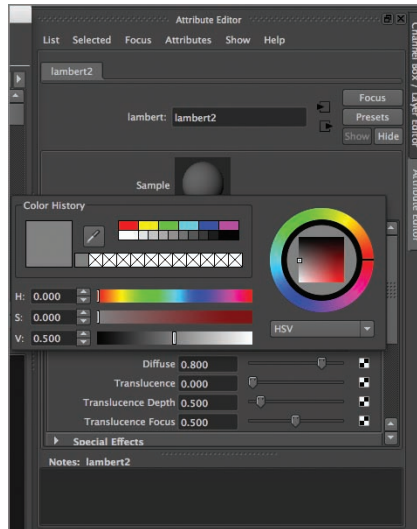 Attribute Editor
List Selected Focus Attributes Show Help
lambert2
Focus
lambert: lambert2
Presets
Show Hide
Sample
Color History
H: 0.000
S: 0.000
V: 0.500
HSV
Diffuse 0.800
Translucence 0.000
Translucence Depth 0.500
Translucence Focus 0.500
Special Effects
Notes: lambert2
Channel Box / Layer Editor
Attribute Editor